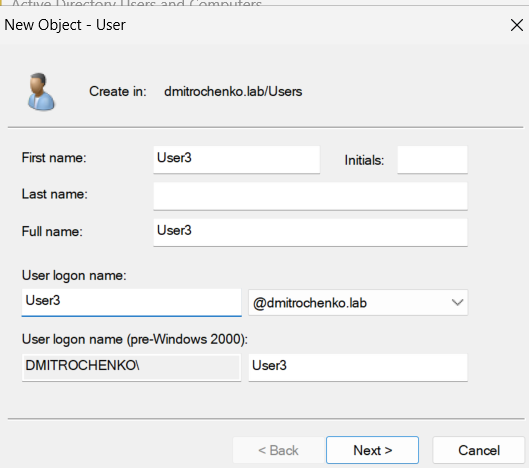 Active Directory Users and Computers
New Object - User
Create in: dmitrochenko.lab/Users
First name: User3 Initials:
Last name:
Full name: User3
User logon name:
User3 @dmitrochenko.lab
User logon name (pre-Windows 2000):
DMITROCHENKO\ User3
< Back Next > Cancel